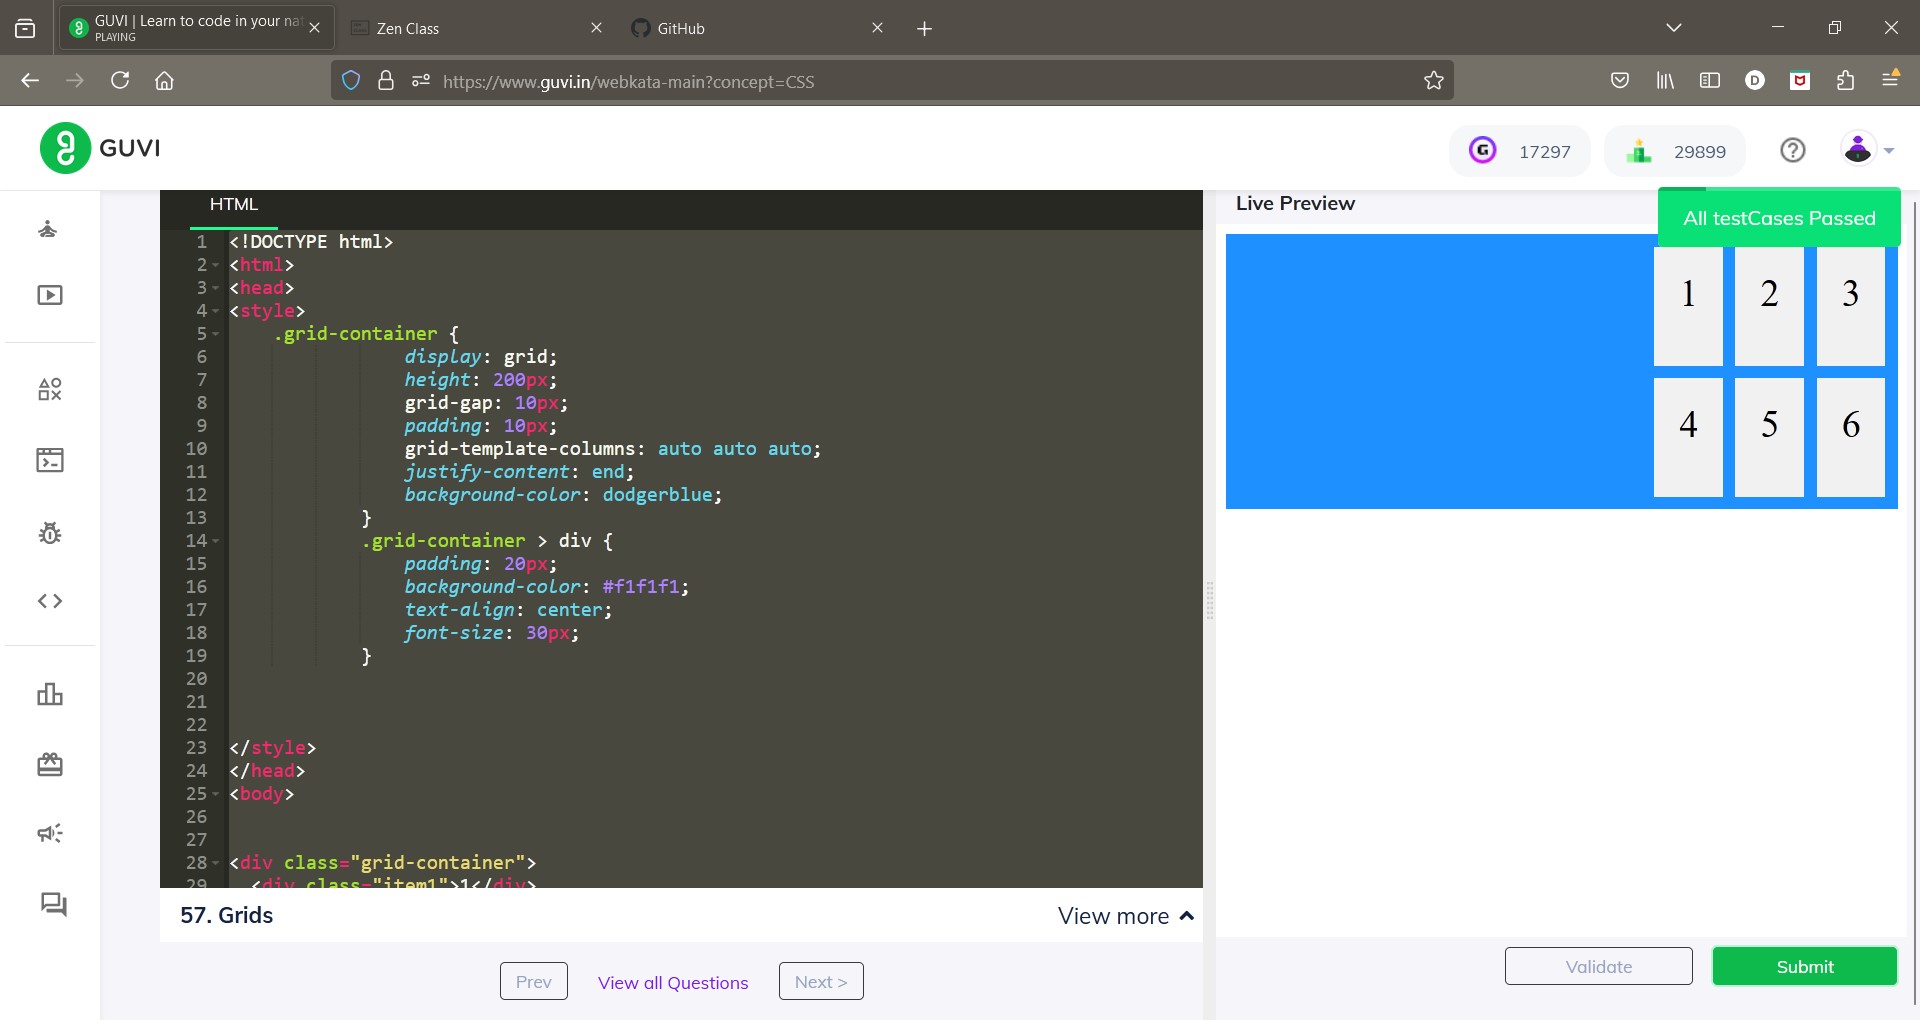 GUVI | Learn to code in your nat
PLAYING
Zen Class
GitHub
https://www.guvi.in/webkata-main?concept=CSS
D
GUVI
G
17297
29899
HTML
1 <!DOCTYPE html>
2 <html>
3 <head>
4 <style>
5 .grid-container {
6 display: grid;
7 height: 200px;
8 grid-gap: 10px;
9 padding: 10px;
10 grid-template-columns: auto auto auto;
11 justify-content: end;
12 background-color: dodgerblue;
13 }
14 .grid-container > div {
15 padding: 20px;
16 background-color: #f1f1f1;
17 text-align: center;
18 font-size: 30px;
19 }
20
21
22
23 </style>
24 </head>
25 <body>
26
27
28 <div class="grid-container">
29 <div class="item1">1</div>
57. Grids
View more
Prev
View all Questions
Next >
Live Preview
All testCases Passed
1 2 3
4 5 6
Validate
Submit